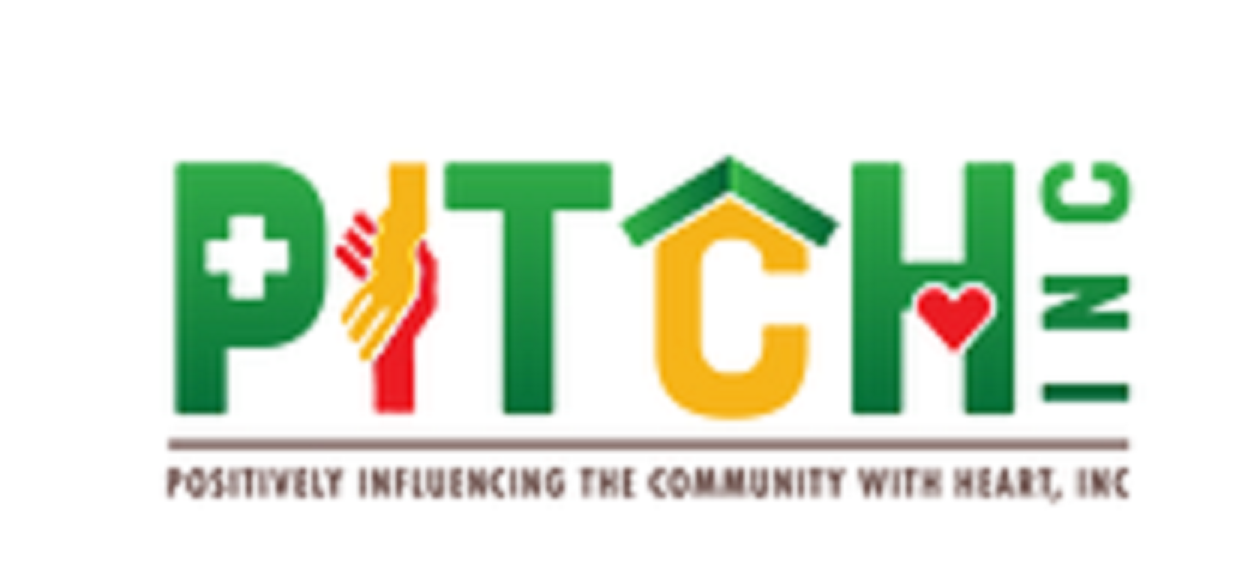 PITCH INC
POSITIVELY INFLUENCING THE COMMUNITY WITH HEART, INC